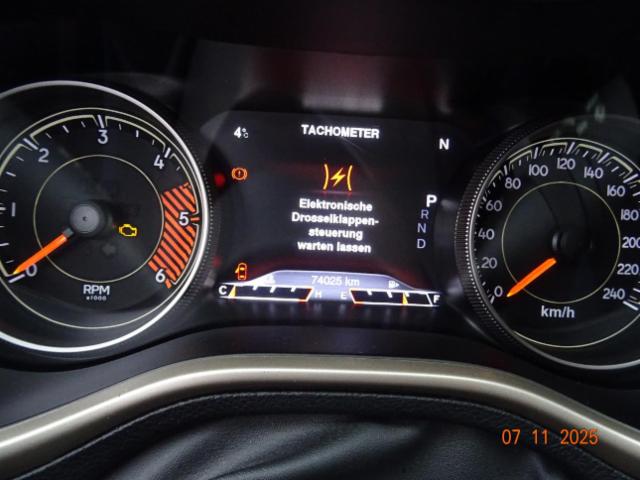 4°C TACHOMETER N
Elektronische
Drosselklappen-
steuerung
warten lassen
P
R
N
D
74025 km
C H E F
0 1 2 3 4 5 6
RPM
x1000
0 20 40 60 80 100 120 140 160 180 200 220 240
km/h
07 11 2025